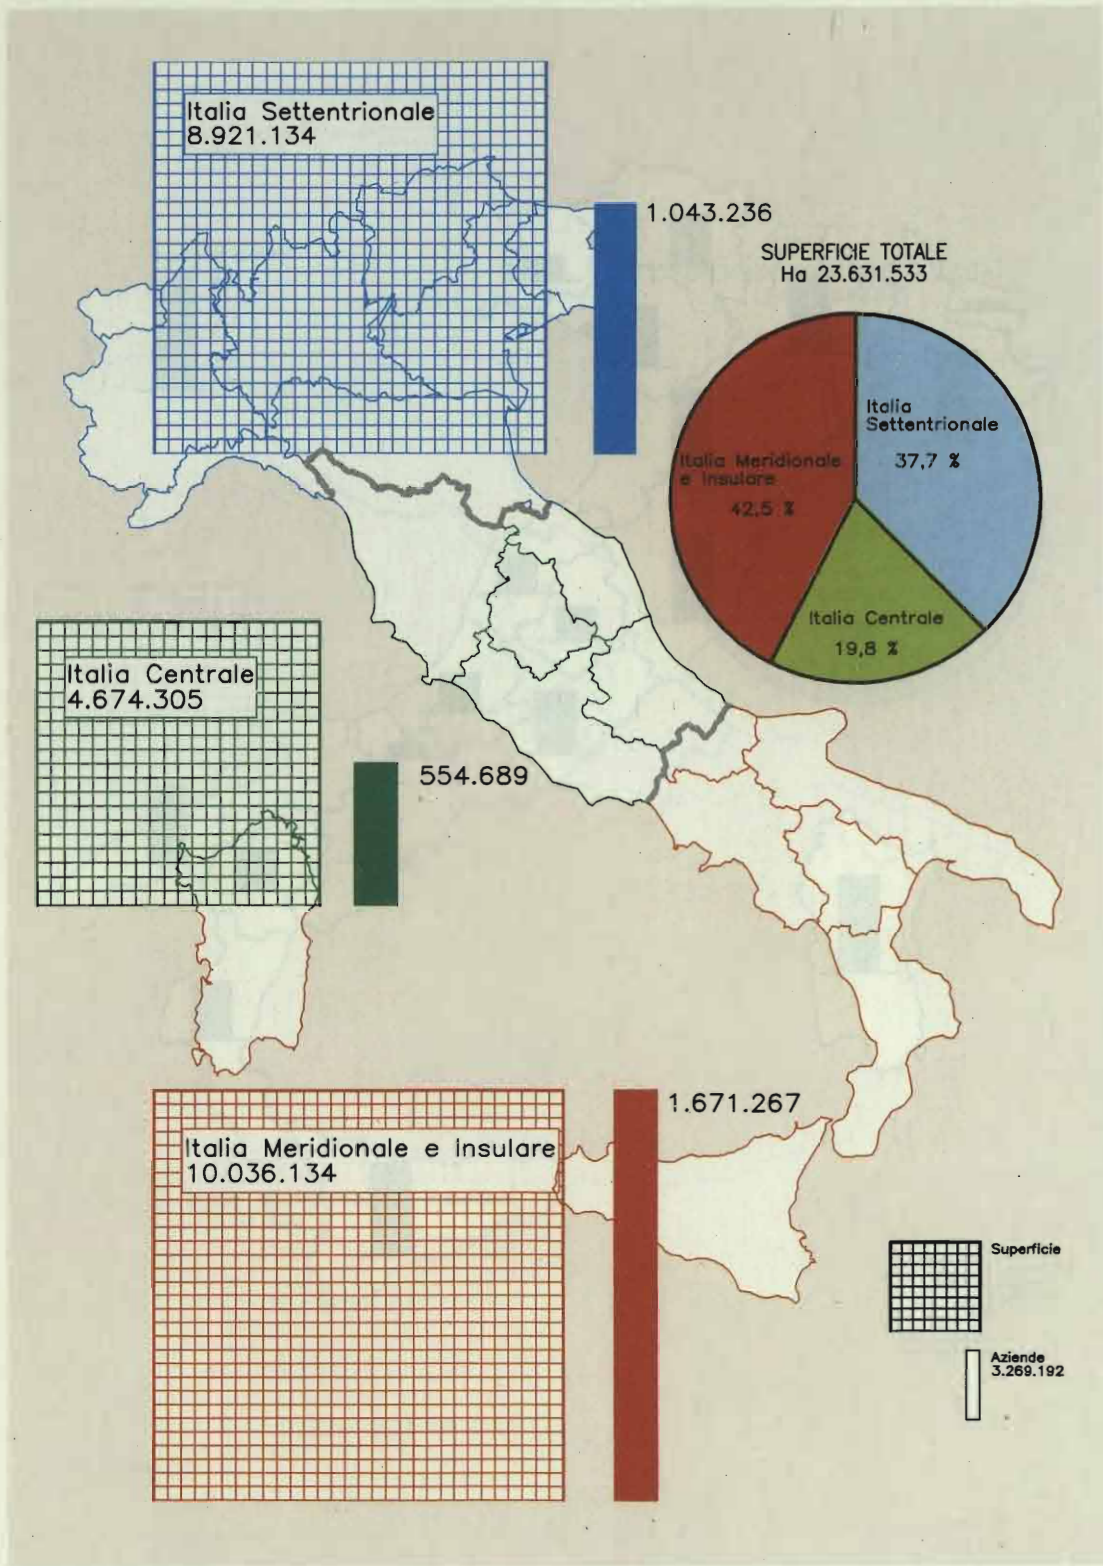 Italia Settentrionale
8.921.134
1.043.236
SUPERFICIE TOTALE
Ha 23.631.533
Italia
Settentrionale
37,7 %
Italia Meridionale
e Insulare
42,5 %
Italia Centrale
19,8 %
Italia Centrale
4.674.305
554.689
1.671.267
Italia Meridionale e Insulare
10.036.134
Superficie
Aziende
3.269.192